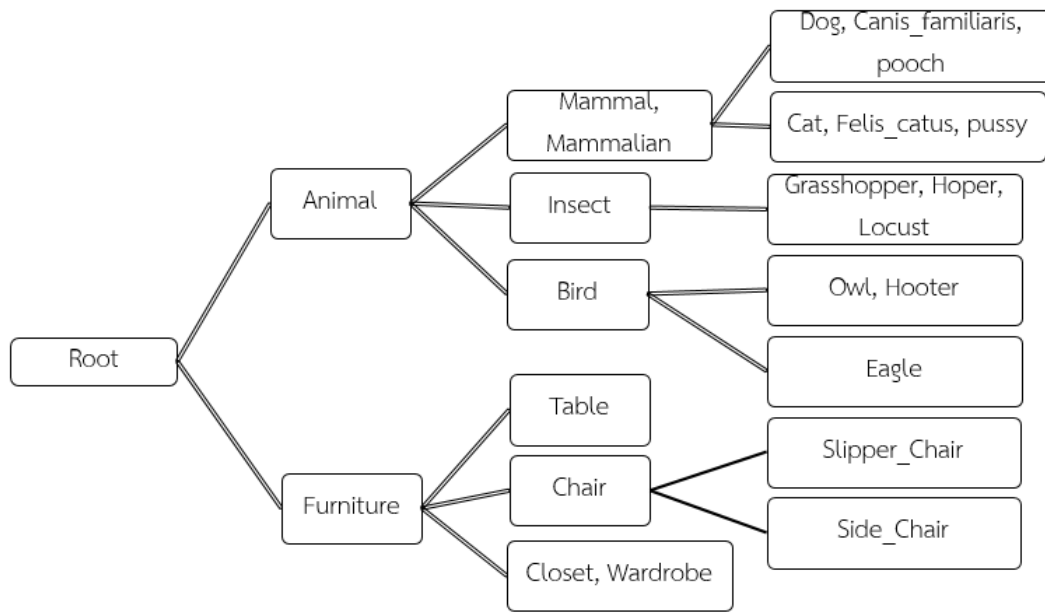 Dog, Canis_familiaris,
pooch
Mammal,
Mammalian
Cat, Felis_catus, pussy
Animal
Insect
Grasshopper, Hoper,
Locust
Bird
Owl, Hooter
Root
Eagle
Table
Slipper_Chair
Furniture
Chair
Side_Chair
Closet, Wardrobe